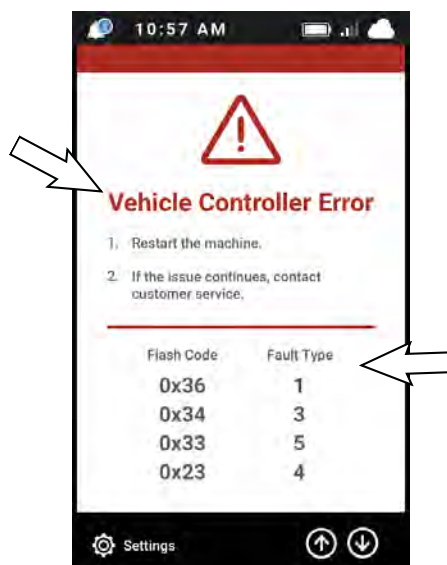 10:57 AM
Vehicle Controller Error
1. Restart the machine.
2. If the issue continues, contact
customer service.
Flash Code Fault Type
0x36 1
0x34 3
0x33 5
0x23 4
Settings